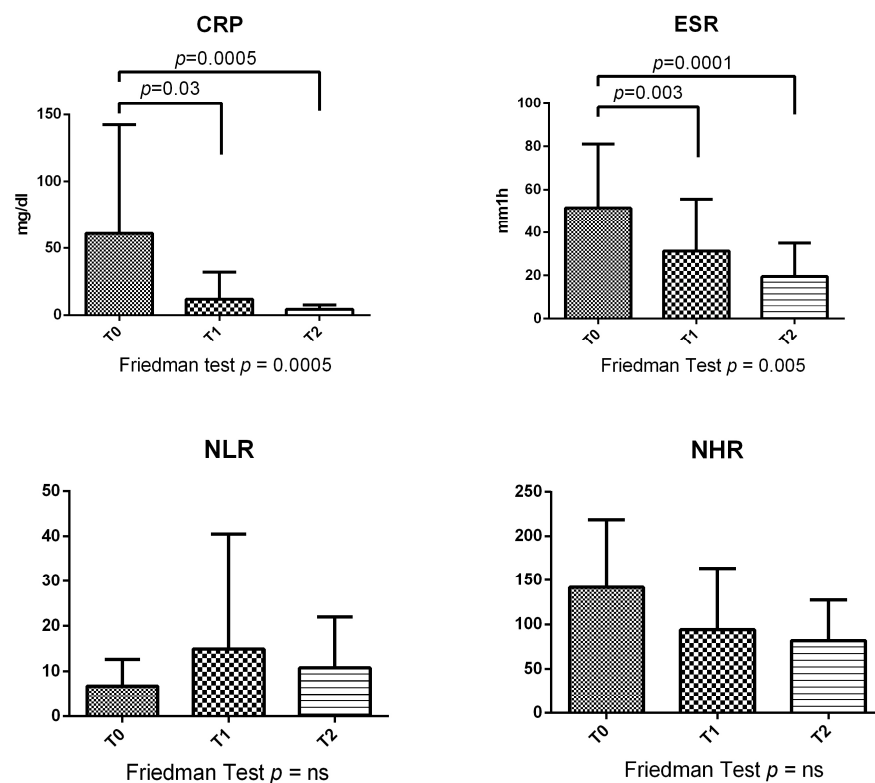 CRP
p=0.0005
p=0.03
150
100
50
0
mg/dl
T0 T1 T2
Friedman test p = 0.0005
ESR
p=0.0001
p=0.003
100
80
60
40
20
0
mm1h
T0 T1 T2
Friedman Test p = 0.005
NLR
50
40
30
20
10
0
T0 T1 T2
Friedman Test p = ns
NHR
250
200
150
100
50
0
T0 T1 T2
Friedman Test p = ns